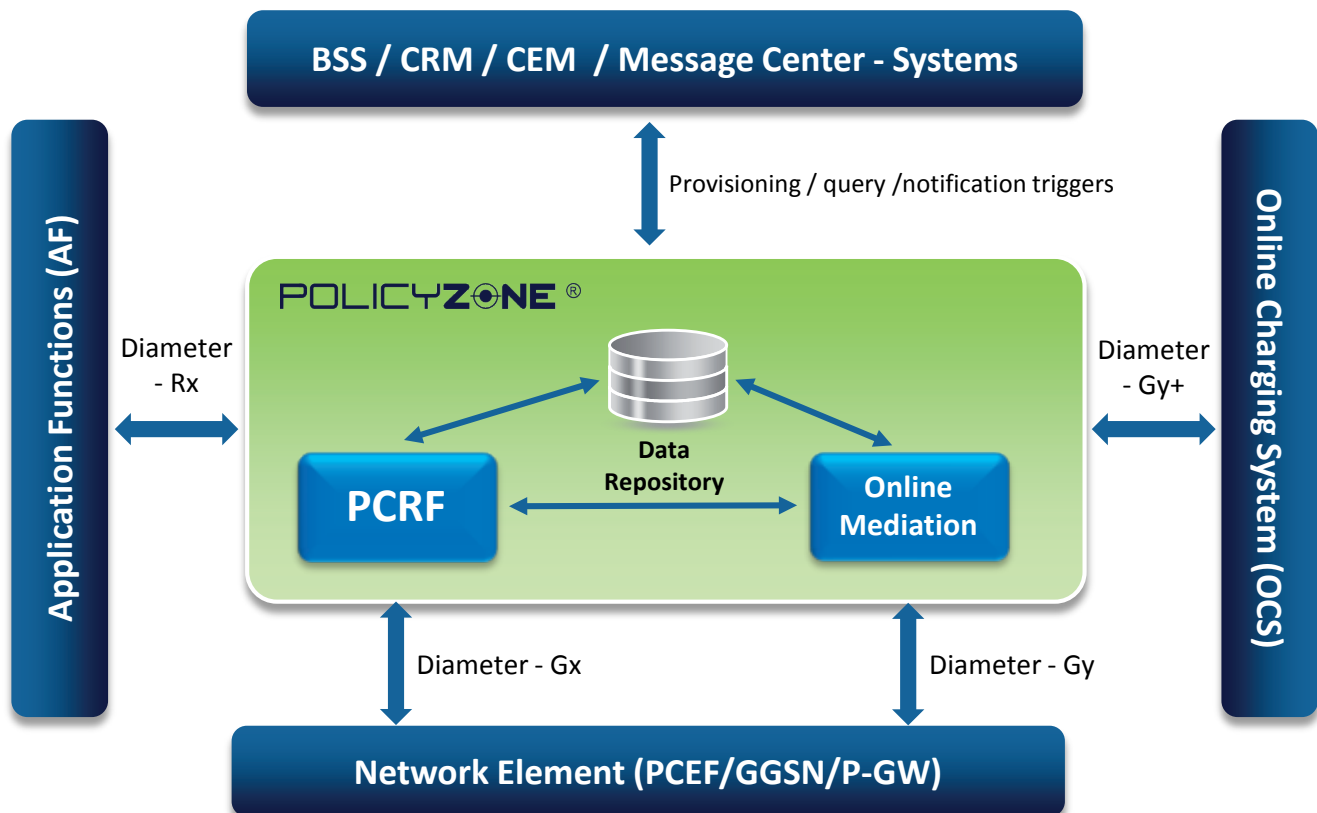 BSS / CRM / CEM / Message Center - Systems
Provisioning / query /notification triggers
Application Functions (AF)
Diameter
- Rx
POLICYZONE ®
Data
Repository
PCRF
Online
Mediation
Diameter
- Gy+
Online Charging System (OCS)
Diameter - Gx
Diameter - Gy
Network Element (PCEF/GGSN/P-GW)